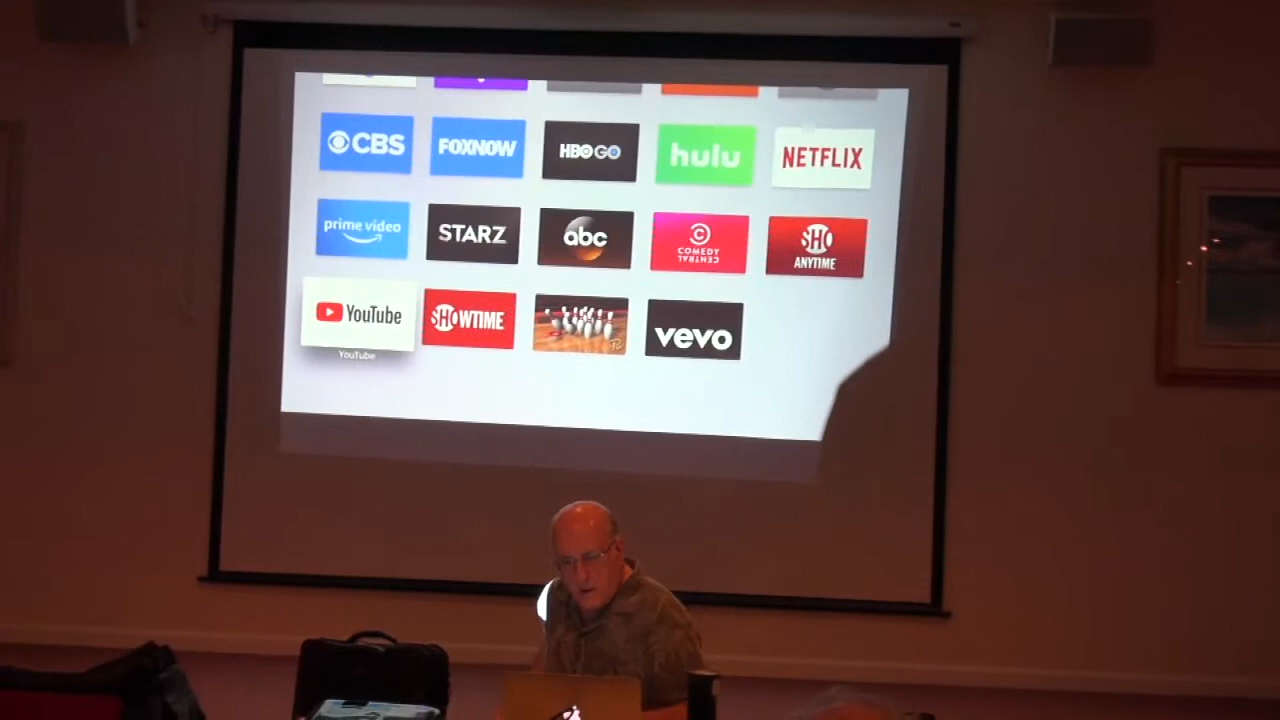 CBS
FOXNOW
HBO GO
hulu
NETFLIX
prime video
STARZ
abc
COMEDY
CENTRAL
SHO
ANYTIME
YouTube
YouTube
SHOWTIME
vevo